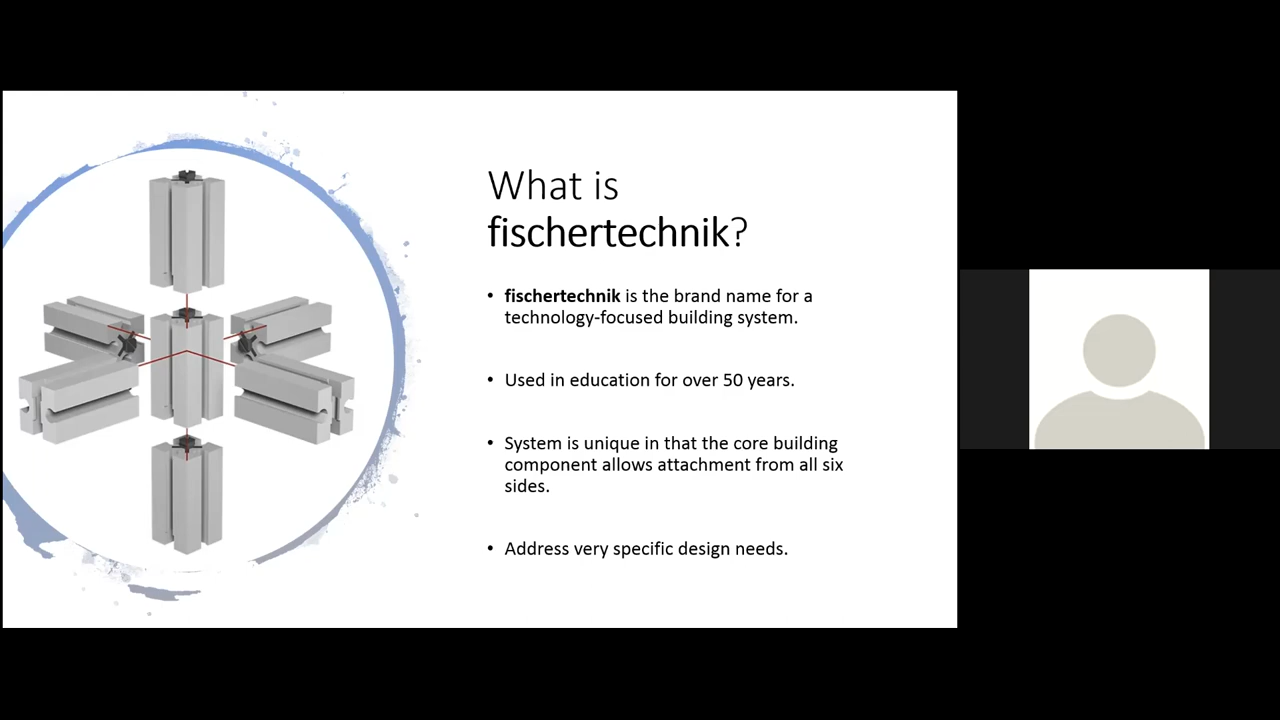 What is
fischertechnik?
• fischertechnik is the brand name for a
technology-focused building system.
• Used in education for over 50 years.
• System is unique in that the core building
component allows attachment from all six
sides.
• Address very specific design needs.